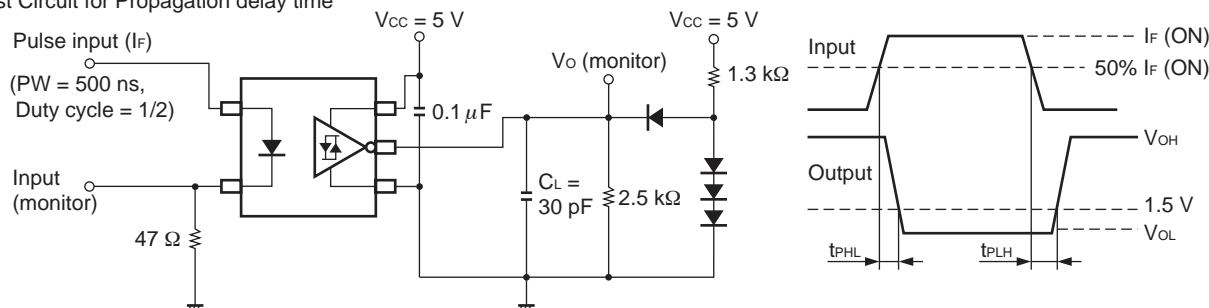 st Circuit for Propagation delay time
Pulse input (IF)
(PW = 500 ns,
Duty cycle = 1/2)
Input
(monitor)
47 Ω
VCC = 5 V
0.1 μF
VO (monitor)
CL =
30 pF
2.5 kΩ
VCC = 5 V
1.3 kΩ
Input
IF (ON)
50% IF (ON)
Output
VOH
1.5 V
VOL
tPHL
tPLH